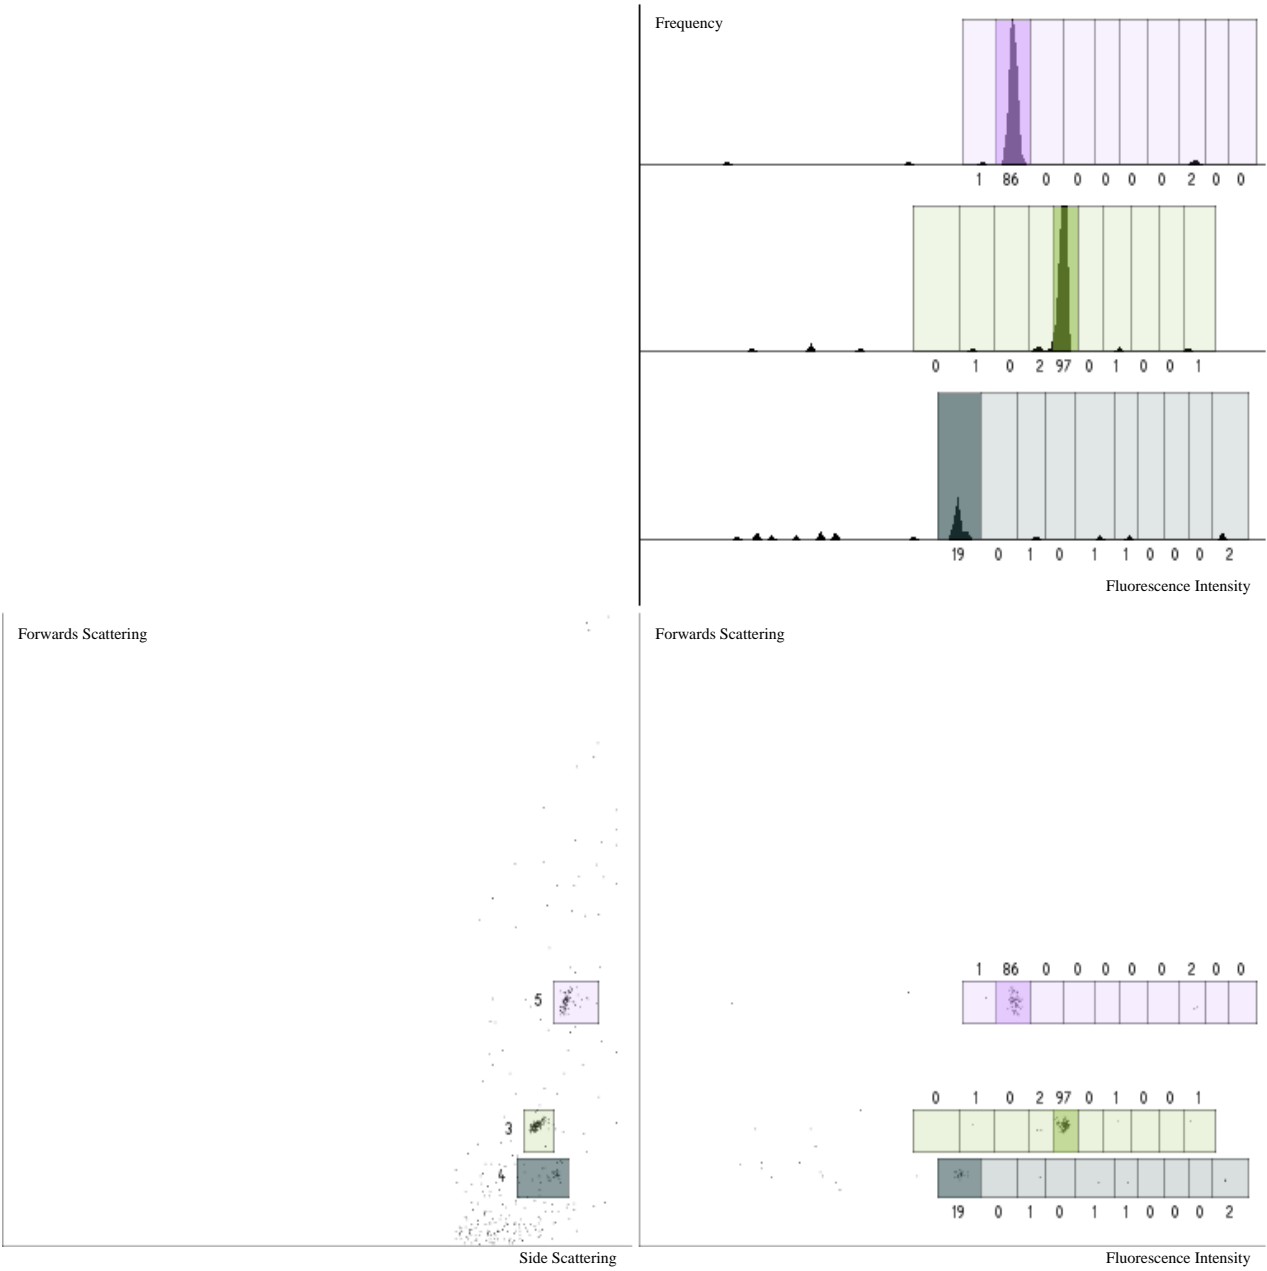 Frequency
1 86 0 0 0 0 0 2 0 0
0 1 0 2 97 0 1 0 0 1
19 0 1 0 1 1 0 0 0 2
Fluorescence Intensity
Forwards Scattering
5
3
4
Side Scattering
Forwards Scattering
1 86 0 0 0 0 0 2 0 0
0 1 0 2 97 0 1 0 0 1
19 0 1 0 1 1 0 0 0 2
Fluorescence Intensity